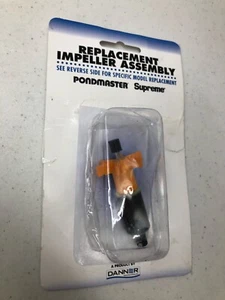 REPLACEMENT
IMPELLER ASSEMBLY
SEE REVERSE SIDE FOR SPECIFIC MODEL REPLACEMENT
PONDMASTER Supreme
A PRODUCT BY
DANNER